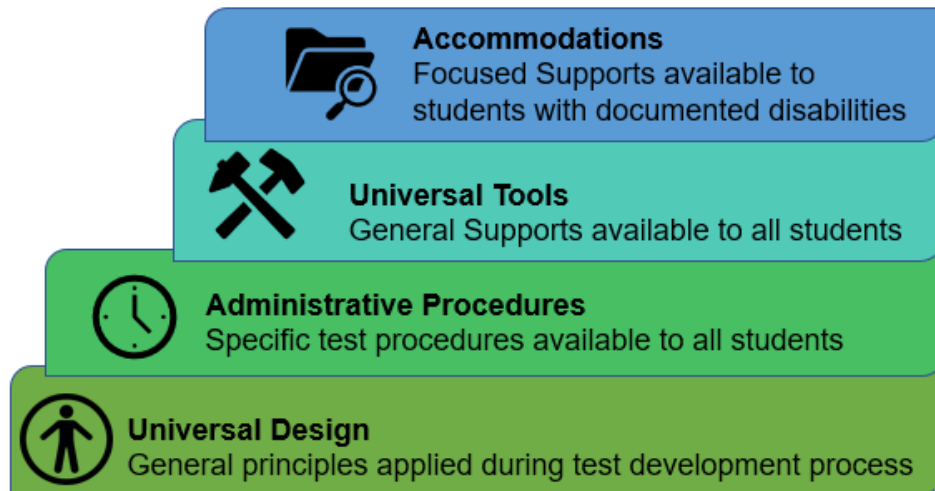 Accommodations
Focused Supports available to
students with documented disabilities
Universal Tools
General Supports available to all students
Administrative Procedures
Specific test procedures available to all students
Universal Design
General principles applied during test development process